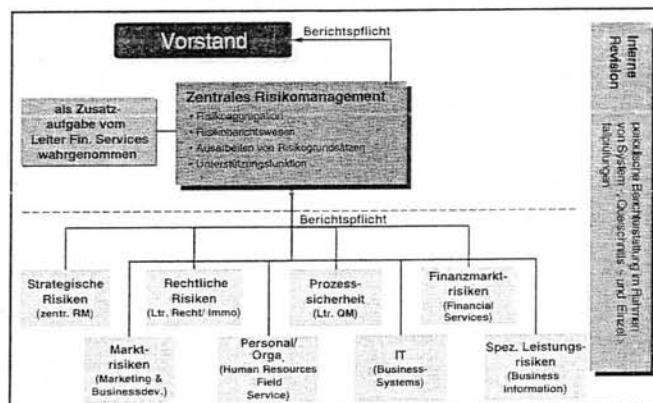 Vorstand
Berichtspflicht
als Zusatz-
aufgabe vom
Leiter Fin. Services
wahrgenommen
Zentrales Risikomanagement
• Risikoaggregation
• Risikoberichtswesen
• Ausarbeiten von Risikogrundsätzen
• Unterstützungsfunktion
Interne
Revision
periodische Berichterstattung im Rahmen
von System-, Querschnitts- und Einzel-
fallprüfungen
Berichtspflicht
Strategische
Risiken
(zentr. RM)
Rechtliche
Risiken
(Ltr. Recht/ Immo)
Prozess-
sicherheit
(Ltr. QM)
Finanzmarkt-
risiken
(Financial
Services)
Markt-
risiken
(Marketing &
Businessdev.)
Personal/
Orga.
(Human Resources
Field
Service)
IT
(Business-
Systems)
Spez. Leistungs-
risiken
(Business
Information)